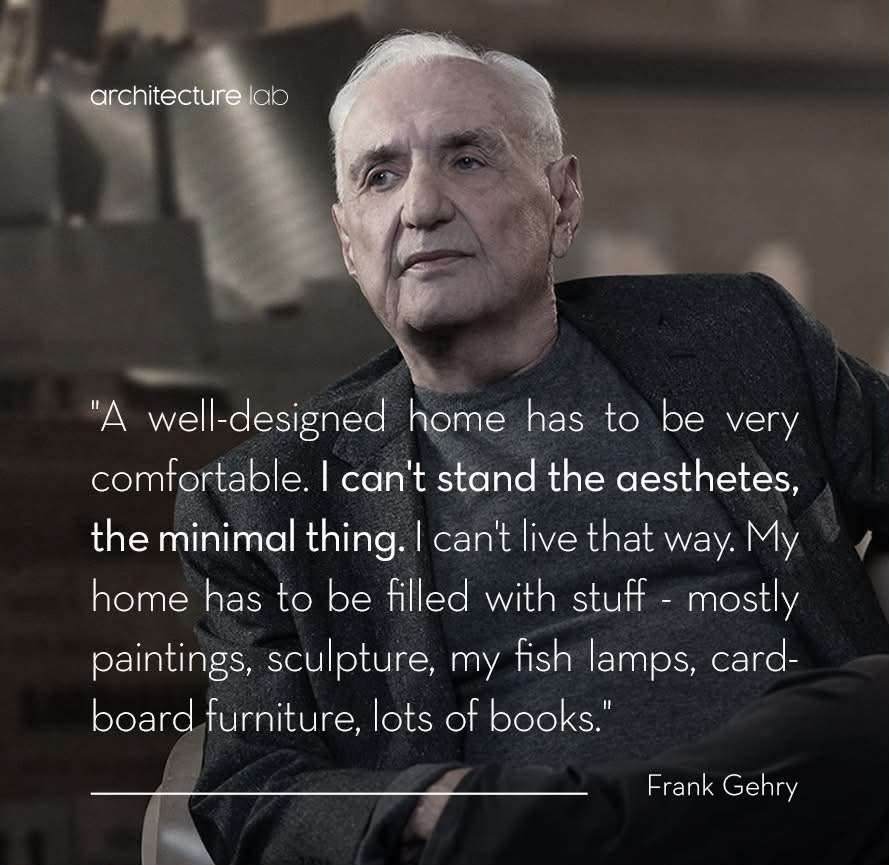 architecture lab
"A well-designed home has to be very
comfortable. I can't stand the aesthetes,
the minimal thing. I can't live that way. My
home has to be filled with stuff - mostly
paintings, sculpture, my fish lamps, card-
board furniture, lots of books."
Frank Gehry